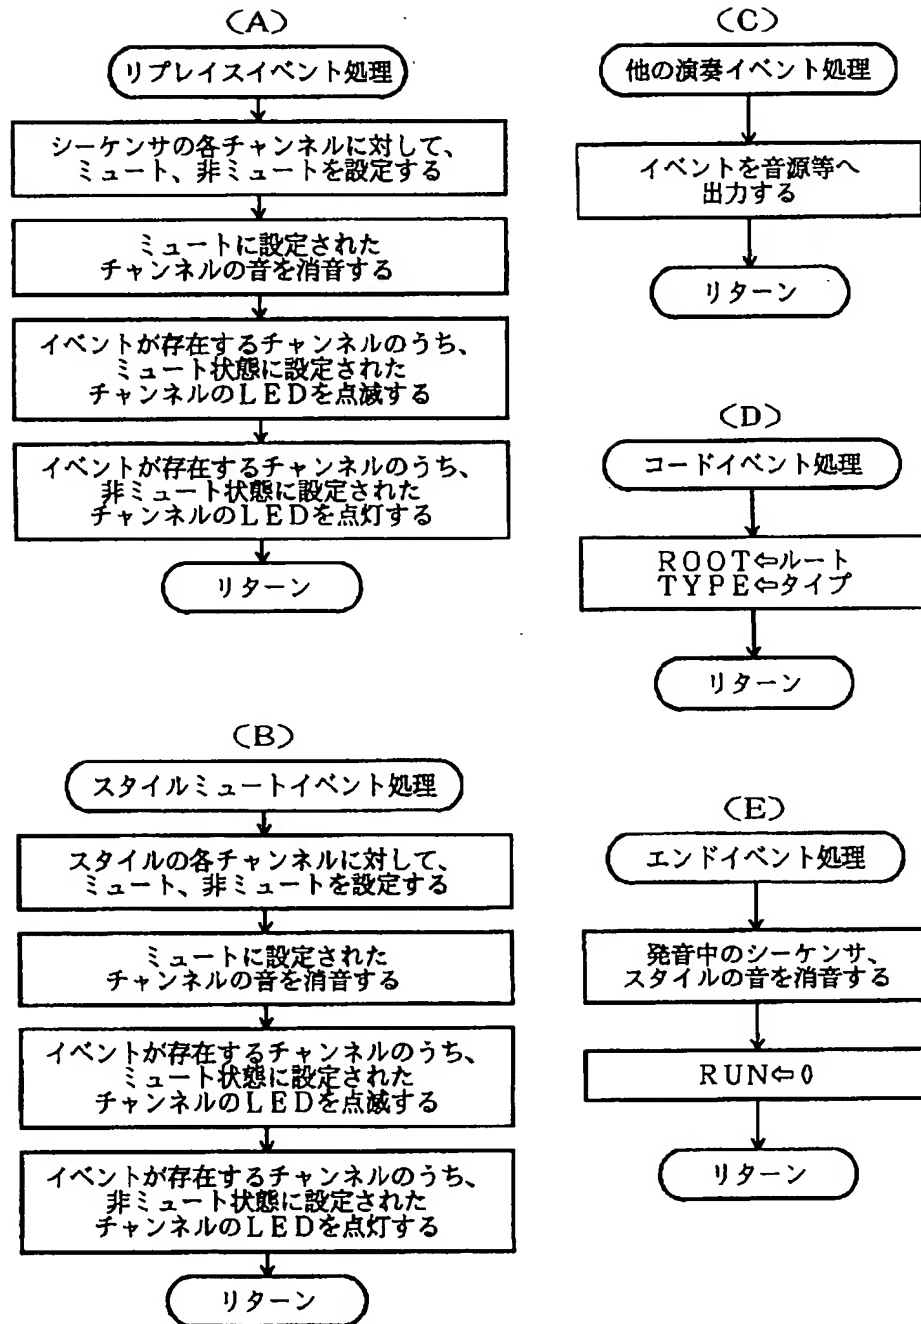 (A)
リプレイスイベント処理
シーケンサの各チャンネルに対して、
ミュート、非ミュートを設定する
ミュートに設定された
チャンネルの音を消音する
イベントが存在するチャンネルのうち、
ミュート状態に設定された
チャンネルのLEDを点滅する
イベントが存在するチャンネルのうち、
非ミュート状態に設定された
チャンネルのLEDを点灯する
リターン
(B)
スタイルミュートイベント処理
スタイルの各チャンネルに対して、
ミュート、非ミュートを設定する
ミュートに設定された
チャンネルの音を消音する
イベントが存在するチャンネルのうち、
ミュート状態に設定された
チャンネルのLEDを点滅する
イベントが存在するチャンネルのうち、
非ミュート状態に設定された
チャンネルのLEDを点灯する
リターン
(C)
他の演奏イベント処理
イベントを音源等へ
出力する
リターン
(D)
コードイベント処理
ROOT⇦ルート
TYPE⇦タイプ
リターン
(E)
エンドイベント処理
発音中のシーケンサ、
スタイルの音を消音する
RUN⇦0
リターン